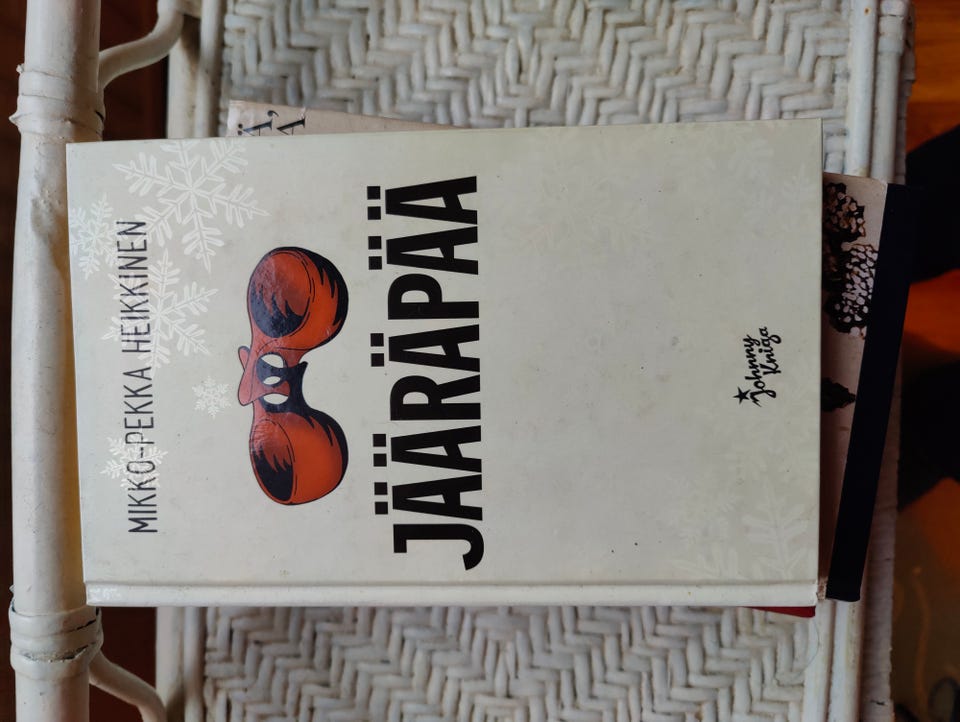 MIKKO-PEKKA HEIKKINEN
JÄÄRÄPÄÄ
Johnny
Kniga